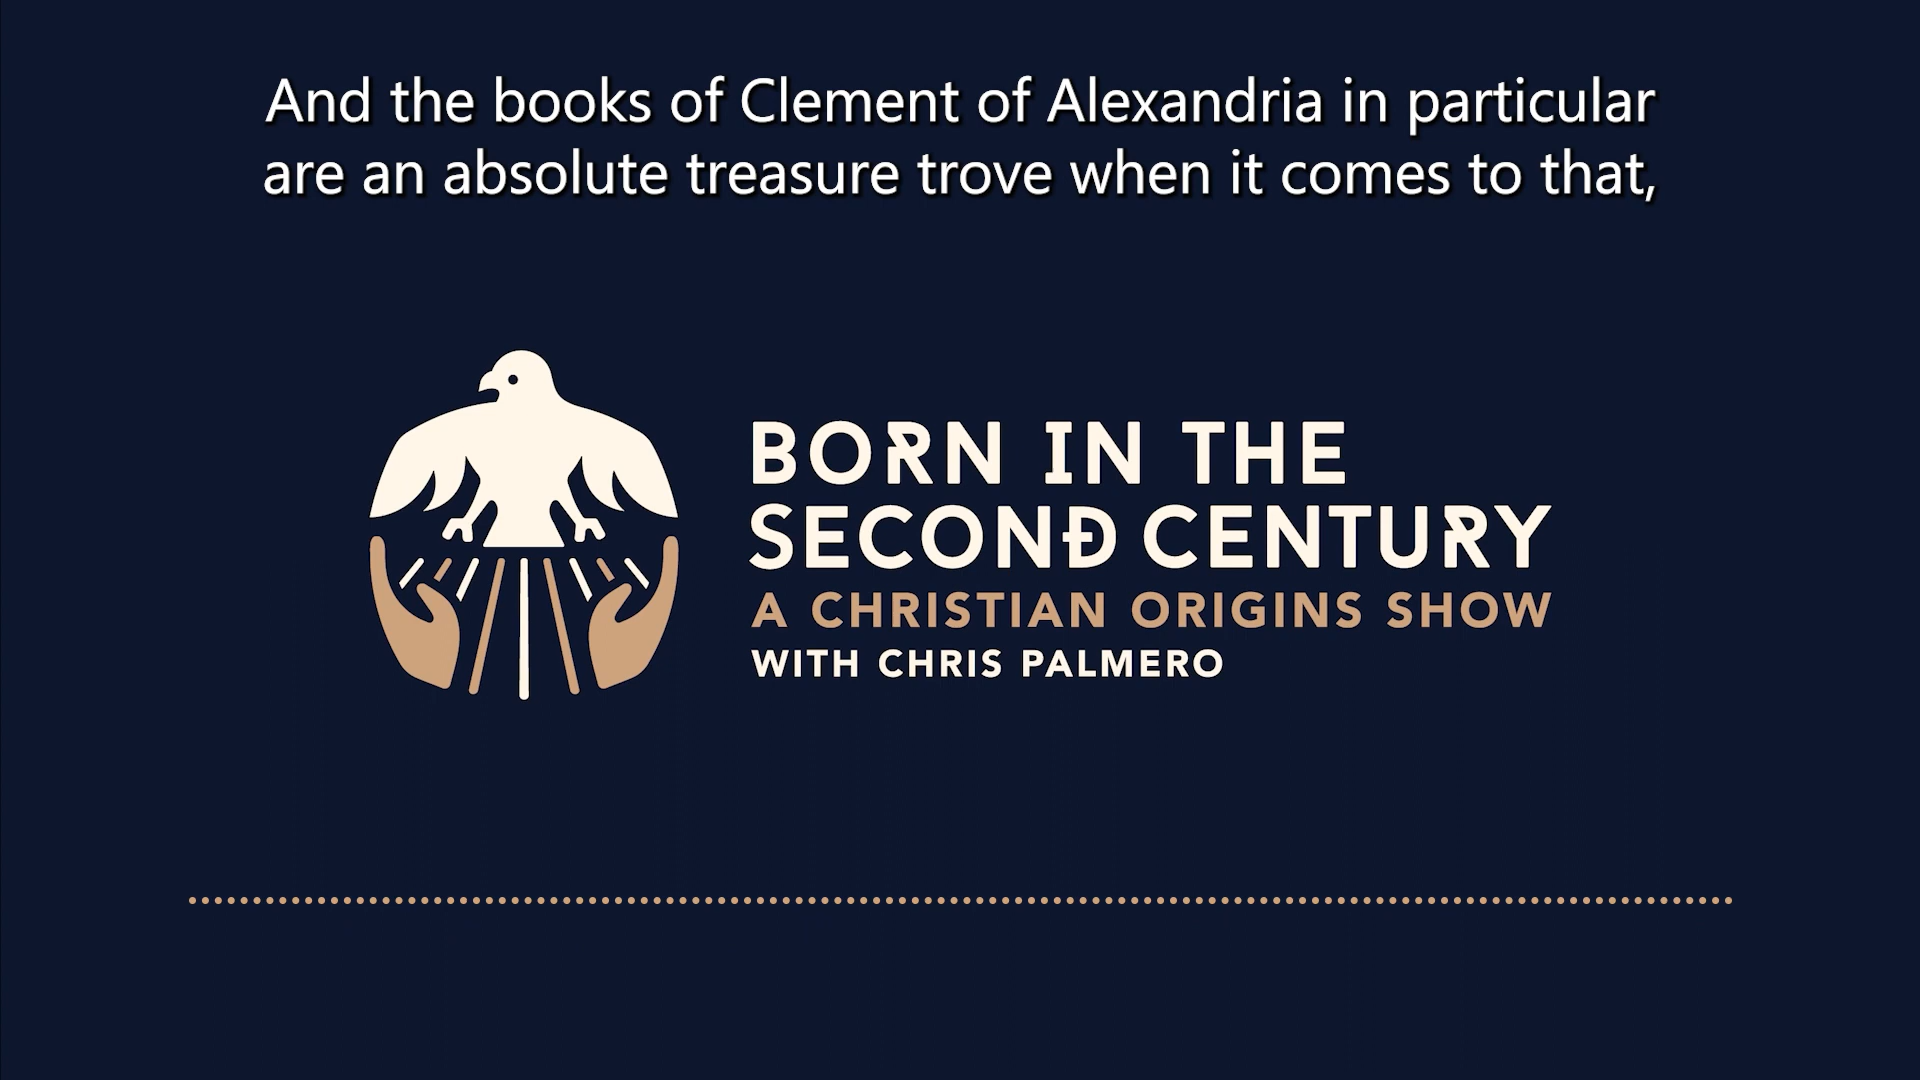 And the books of Clement of Alexandria in particular
are an absolute treasure trove when it comes to that,
BORN IN THE
SECOND CENTURY
A CHRISTIAN ORIGINS SHOW
WITH CHRIS PALMERO